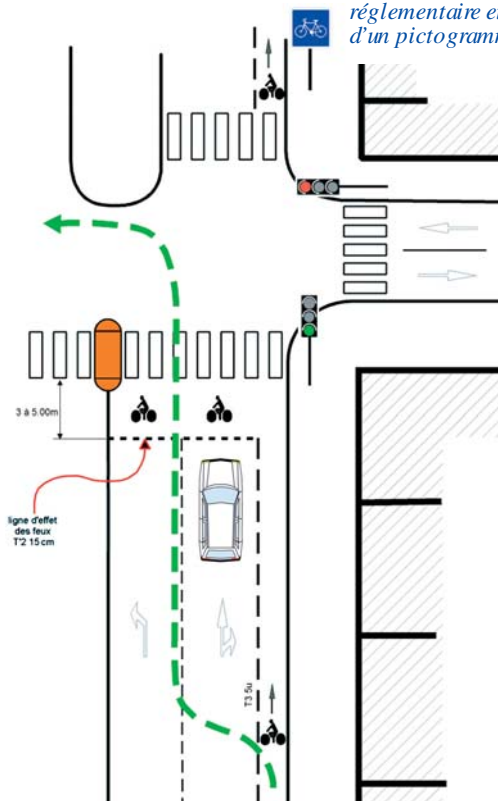 réglementaire e
d'un pictogramm
3 à 5.00m
ligne d'effet
des feux
T'2 15 cm
T3 5u